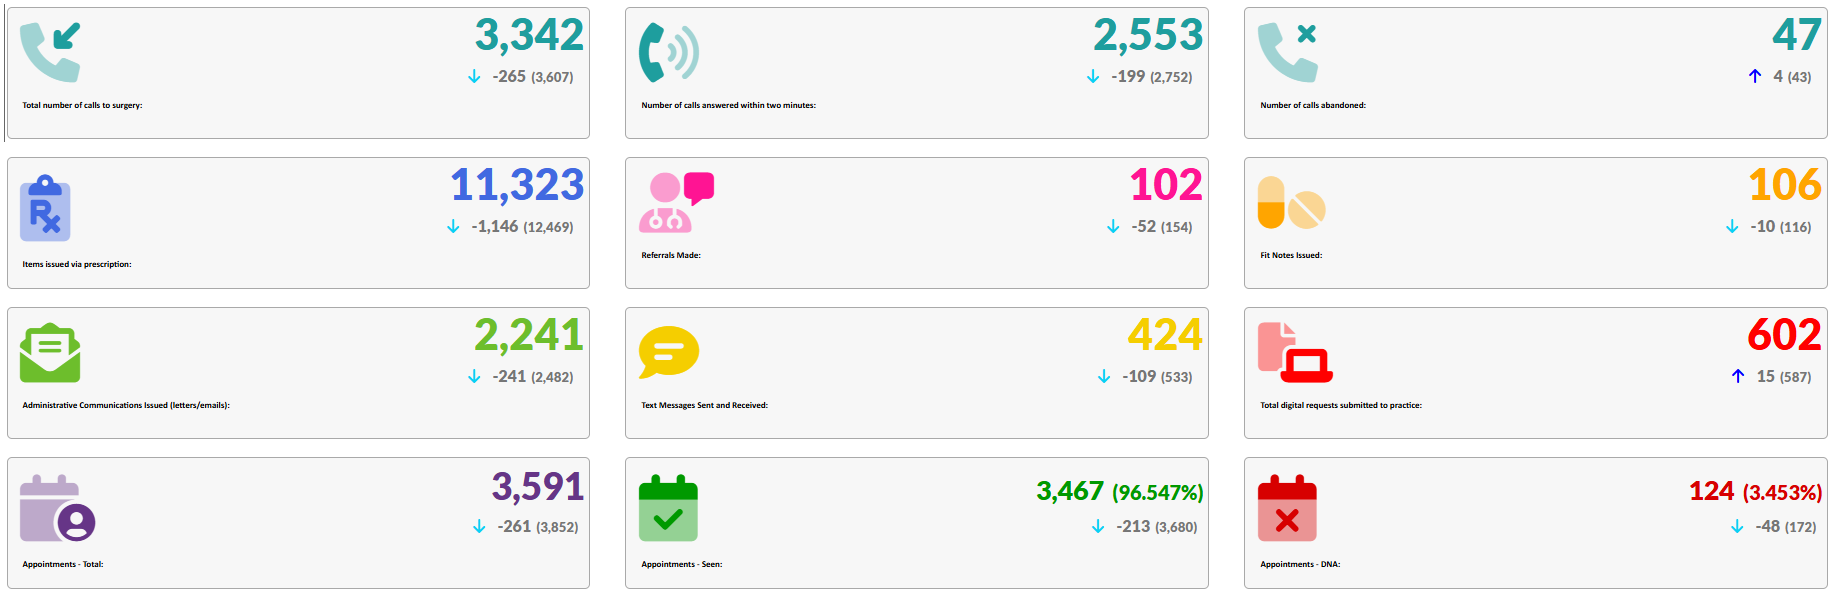 3,342
-265 (3,607)
Total number of calls to surgery:
2,553
-199 (2,752)
Number of calls answered within two minutes:
47
4 (43)
Number of calls abandoned:
Rx
11,323
-1,146 (12,469)
Items issued via prescription:
102
-52 (154)
Referrals Made:
106
-10 (116)
Fit Notes Issued:
2,241
-241 (2,482)
Administrative Communications Issued (letters/emails):
424
-109 (533)
Text Messages Sent and Received:
602
15 (587)
Total digital requests submitted to practice:
3,591
-261 (3,852)
Appointments - Total:
3,467 (96.547%)
-213 (3,680)
Appointments - Seen:
124 (3.453%)
-48 (172)
Appointments - DNA: